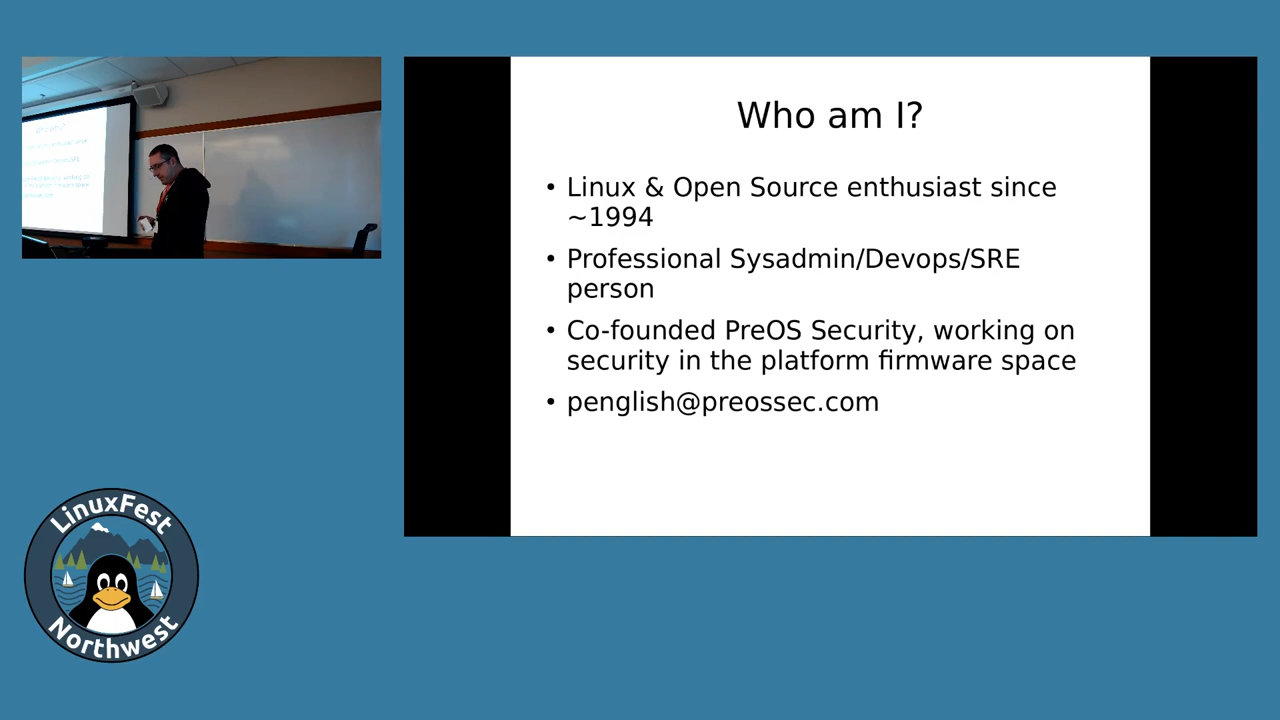 Who am I?
• Linux & Open Source enthusiast since
~1994
• Professional Sysadmin/Devops/SRE
person
• Co-founded PreOS Security, working on
security in the platform firmware space
• penglish@preossec.com
LinuxFest
Northwest